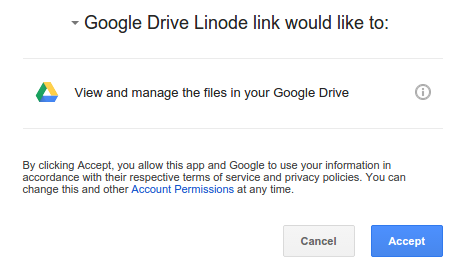 Google Drive Linode link would like to:
View and manage the files in your Google Drive
By clicking Accept, you allow this app and Google to use your information in
accordance with their respective terms of service and privacy policies. You can
change this and other Account Permissions at any time.
Cancel Accept